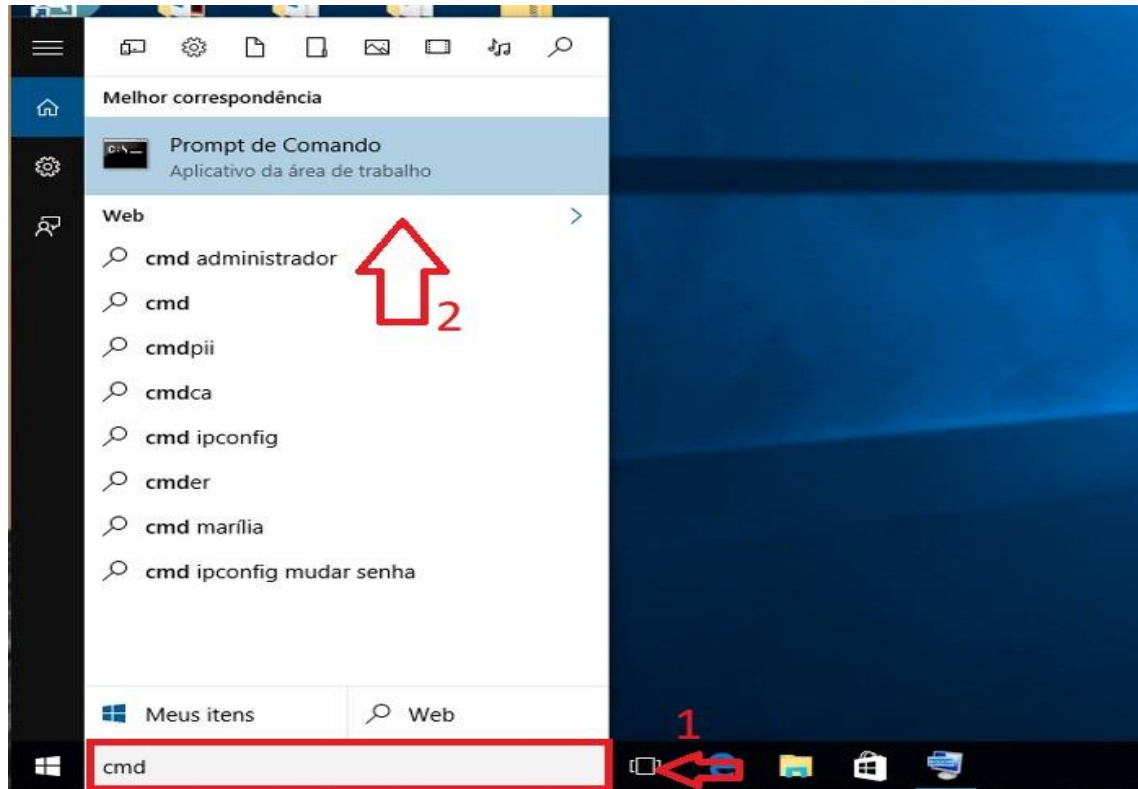 Melhor correspondência
C:\_
Prompt de Comando
Aplicativo da área de trabalho
Web
cmd administrador
cmd
cmdpii
cmdca
cmd ipconfig
cmder
cmd marília
cmd ipconfig mudar senha
2
Meus itens
Web
1
cmd